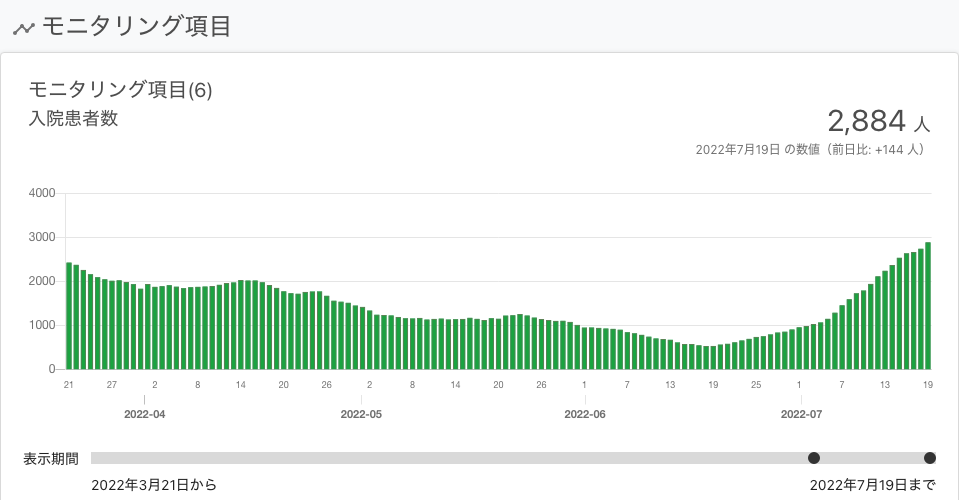 モニタリング項目
モニタリング項目(6)
入院患者数
2,884 人
2022年7月19日 の数値（前日比: +144 人）
4000
3000
2000
1000
0
21 27 2 8 14 20 26 2 8 14 20 26 1 7 13 19 25 1 7 13 19
2022-04 2022-05 2022-06 2022-07
表示期間
2022年3月21日から 2022年7月19日まで